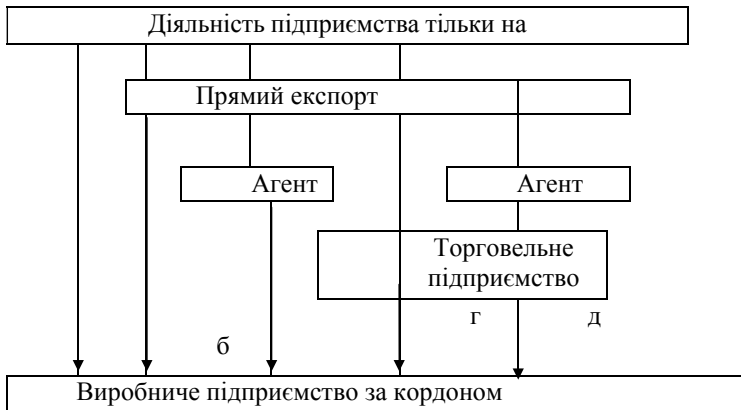 Діяльність підприємства тільки на
Прямий експорт
Агент
Агент
Торговельне
підприємство
г
д
б
Виробниче підприємство за кордоном